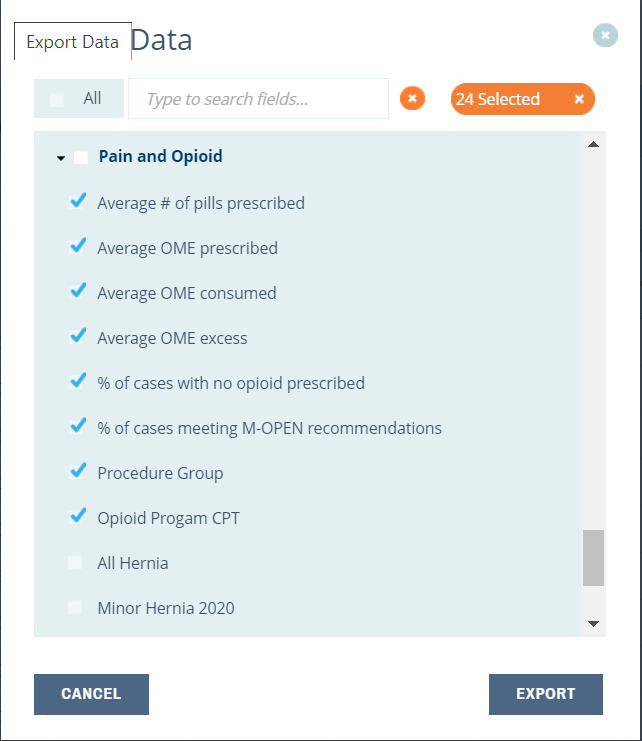 Export Data
Data
All
Type to search fields...
24 Selected
Pain and Opioid
Average # of pills prescribed
Average OME prescribed
Average OME consumed
Average OME excess
% of cases with no opioid prescribed
% of cases meeting M-OPEN recommendations
Procedure Group
Opioid Progam CPT
All Hernia
Minor Hernia 2020
CANCEL
EXPORT